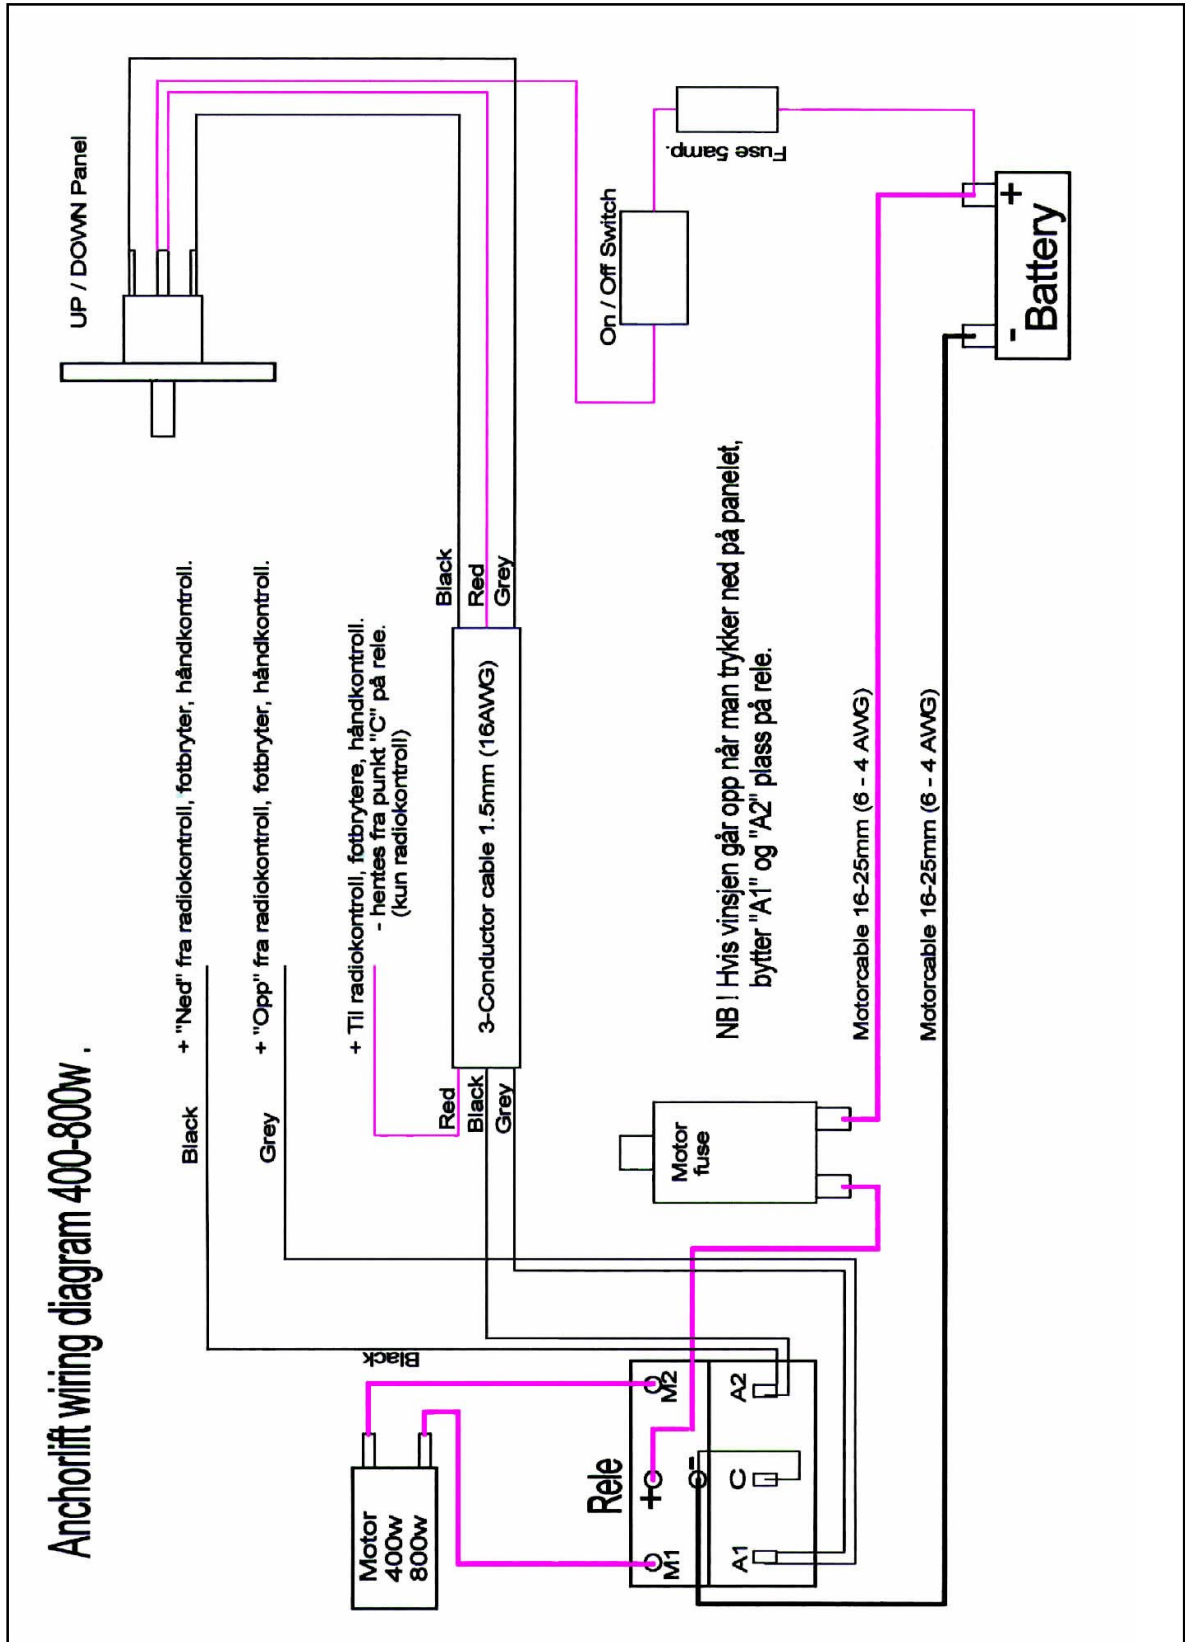 Anchorlift wiring diagram 400-800w .
+ "Ned" fra radiokontroll, fotbryter, håndkontroll.
Black
+ "Opp" fra radiokontroll, fotbryter, håndkontroll.
Grey
+ Til radiokontroll, fotbrytere, håndkontroll.
- hentes fra punkt "C" på rele.
(kun radiokontroll)
UP / DOWN Panel
Red
Black
Grey
3-Conductor cable 1.5mm (16AWG)
Black
Red
Grey
On / Off Switch
Fuse 5amp.
Motor
400w
800w
Black
Rele
M1
+
M2
-
A1
C
A2
Motor
fuse
NB ! Hvis vinsjen går opp når man trykker ned på panelet,
bytter "A1" og "A2" plass på rele.
Motorcable 16-25mm (6 - 4 AWG)
Motorcable 16-25mm (6 - 4 AWG)
- +
Battery